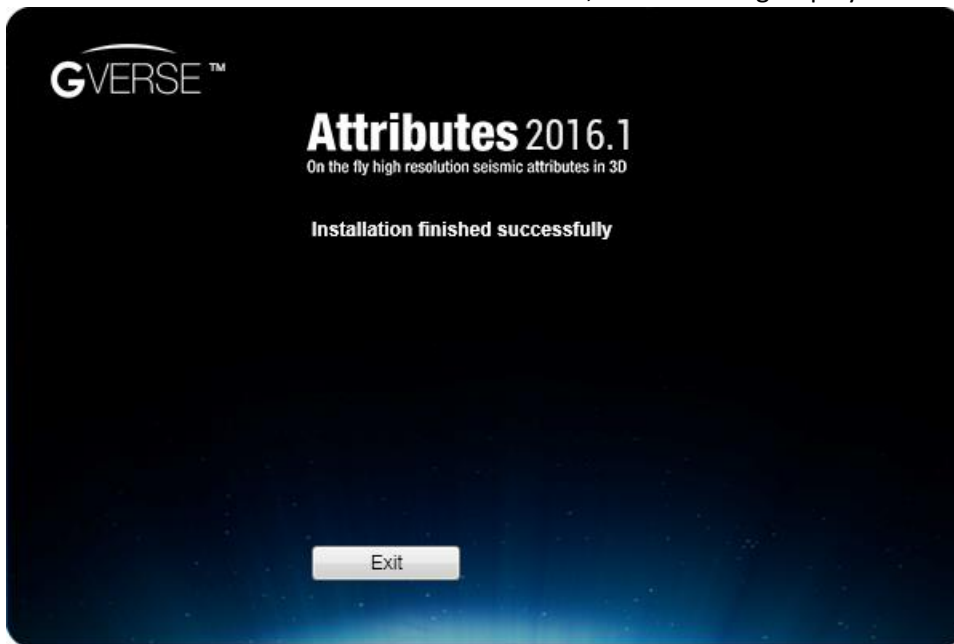 GVERSE™
Attributes 2016.1
On the fly high resolution seismic attributes in 3D
Installation finished successfully
Exit